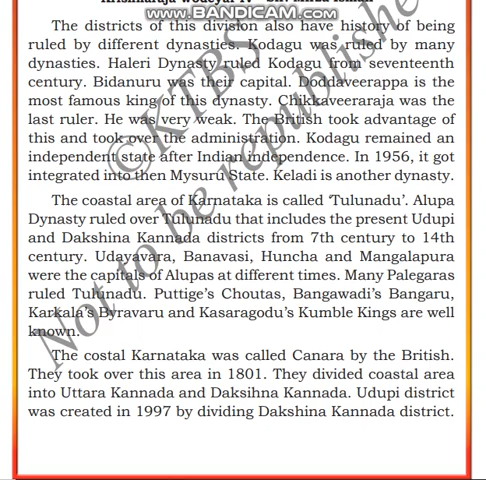 WWW.BANDICAM.COM
The districts of this division also have history of being
ruled by different dynasties. Kodagu was ruled by many
dynasties. Haleri Dynasty ruled Kodagu from seventeenth
century. Bidanuru was their capital. Doddaveerappa is the
most famous king of this dynasty. Chikkaveeraraja was the
last ruler. He was very weak. The British took advantage of
this and took over the administration. Kodagu remained an
independent state after Indian independence. In 1956, it got
integrated into then Mysuru State. Keladi is another dynasty.
The coastal area of Karnataka is called ‘Tulunadu’. Alupa
Dynasty ruled over Tulunadu that includes the present Udupi
and Dakshina Kannada districts from 7th century to 14th
century. Udayavara, Banavasi, Huncha and Mangalapura
were the capitals of Alupas at different times. Many Palegaras
ruled Tulunadu. Puttige’s Choutas, Bangawadi’s Bangaru,
Karkala’s Byravaru and Kasaragodu’s Kumble Kings are well
known.
The costal Karnataka was called Canara by the British.
They took over this area in 1801. They divided coastal area
into Uttara Kannada and Daksihna Kannada. Udupi district
was created in 1997 by dividing Dakshina Kannada district.
©KTBS
Not to be republishe